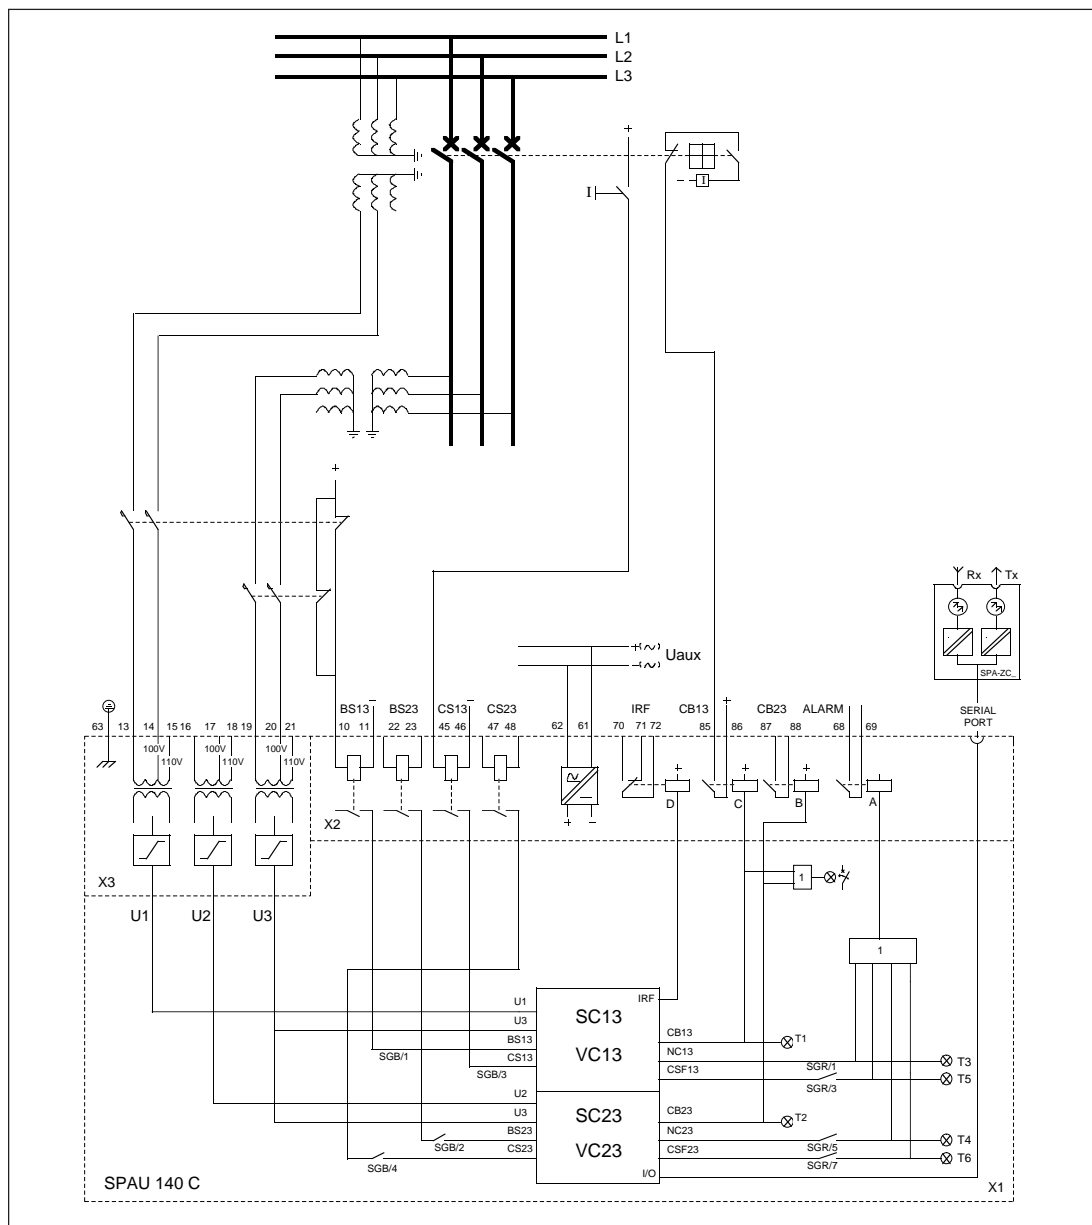 L1
L2
L3
+
I
+
− I
+
Rx Tx
+(~)
(~)
Uaux
SPA-ZC_
SERIAL
PORT
BS13 BS23 CS13 CS23 IRF CB13 CB23 ALARM
− − +
63 13 14 15 16 17 18 19 20 21 10 11 22 23 45 46 47 48 62 61 70 71 72 85 86 87 88 68 69
100V 100V 100V
110V 110V 110V
~
+ −
+ + + +
D C B A
X2
X3
1
U1 U2 U3
1
U1
IRF
SC13
U3
BS13
CB13
T1
SGB/1
VC13
NC13
CS13
SGR/1
T3
SGB/3
CSF13
SGR/3
T5
U2
U3
SC23
CB23
T2
BS23
NC23
T4
SGB/2
SGR/5
CS23
VC23
CSF23
T6
SGB/4
SGR/7
I/O
SPAU 140 C
X1